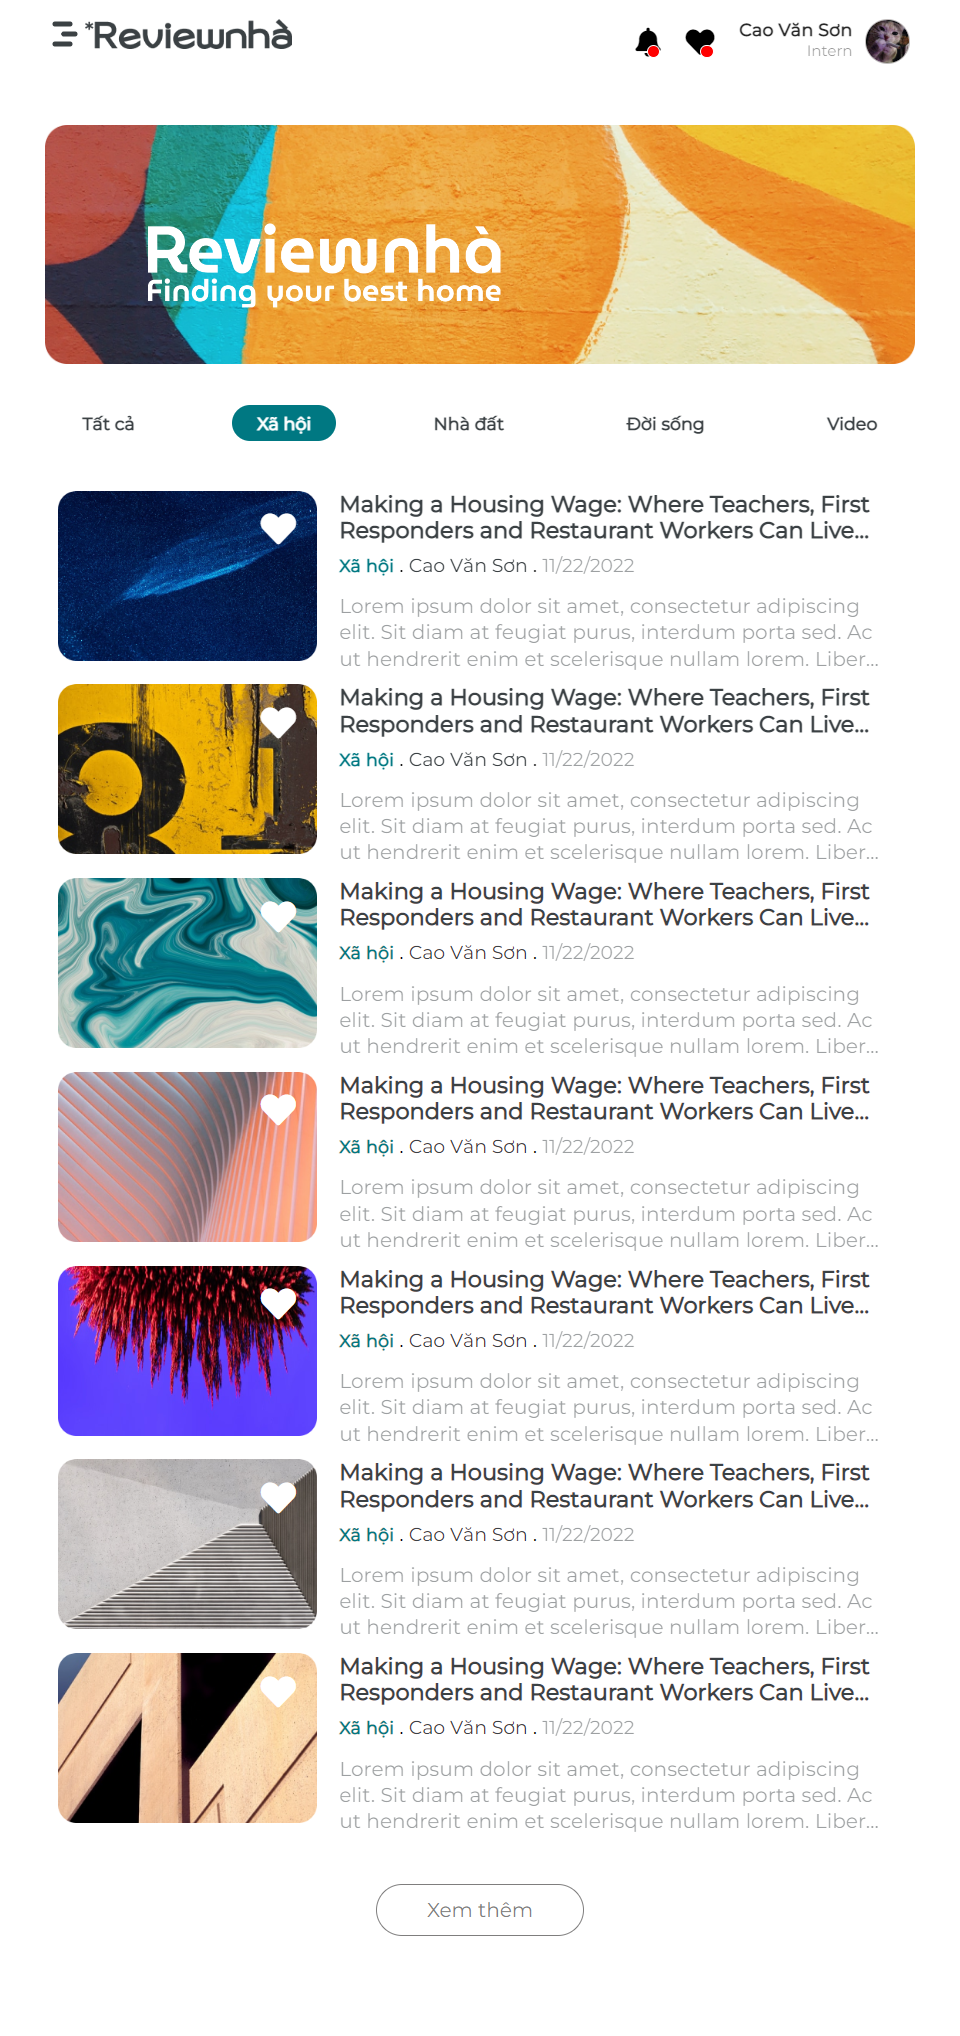 *Reviewnhà
Cao Văn Sơn
Intern
Reviewnhà
Finding your best home
Tất cả
Xã hội
Nhà đất
Đời sống
Video
Making a Housing Wage: Where Teachers, First
Responders and Restaurant Workers Can Live...
Xã hội . Cao Văn Sơn . 11/22/2022
Lorem ipsum dolor sit amet, consectetur adipiscing
elit. Sit diam at feugiat purus, interdum porta sed. Ac
ut hendrerit enim et scelerisque nullam lorem. Liber...
Making a Housing Wage: Where Teachers, First
Responders and Restaurant Workers Can Live...
Xã hội . Cao Văn Sơn . 11/22/2022
Lorem ipsum dolor sit amet, consectetur adipiscing
elit. Sit diam at feugiat purus, interdum porta sed. Ac
ut hendrerit enim et scelerisque nullam lorem. Liber...
Making a Housing Wage: Where Teachers, First
Responders and Restaurant Workers Can Live...
Xã hội . Cao Văn Sơn . 11/22/2022
Lorem ipsum dolor sit amet, consectetur adipiscing
elit. Sit diam at feugiat purus, interdum porta sed. Ac
ut hendrerit enim et scelerisque nullam lorem. Liber...
Making a Housing Wage: Where Teachers, First
Responders and Restaurant Workers Can Live...
Xã hội . Cao Văn Sơn . 11/22/2022
Lorem ipsum dolor sit amet, consectetur adipiscing
elit. Sit diam at feugiat purus, interdum porta sed. Ac
ut hendrerit enim et scelerisque nullam lorem. Liber...
Making a Housing Wage: Where Teachers, First
Responders and Restaurant Workers Can Live...
Xã hội . Cao Văn Sơn . 11/22/2022
Lorem ipsum dolor sit amet, consectetur adipiscing
elit. Sit diam at feugiat purus, interdum porta sed. Ac
ut hendrerit enim et scelerisque nullam lorem. Liber...
Making a Housing Wage: Where Teachers, First
Responders and Restaurant Workers Can Live...
Xã hội . Cao Văn Sơn . 11/22/2022
Lorem ipsum dolor sit amet, consectetur adipiscing
elit. Sit diam at feugiat purus, interdum porta sed. Ac
ut hendrerit enim et scelerisque nullam lorem. Liber...
Making a Housing Wage: Where Teachers, First
Responders and Restaurant Workers Can Live...
Xã hội . Cao Văn Sơn . 11/22/2022
Lorem ipsum dolor sit amet, consectetur adipiscing
elit. Sit diam at feugiat purus, interdum porta sed. Ac
ut hendrerit enim et scelerisque nullam lorem. Liber...
Xem thêm